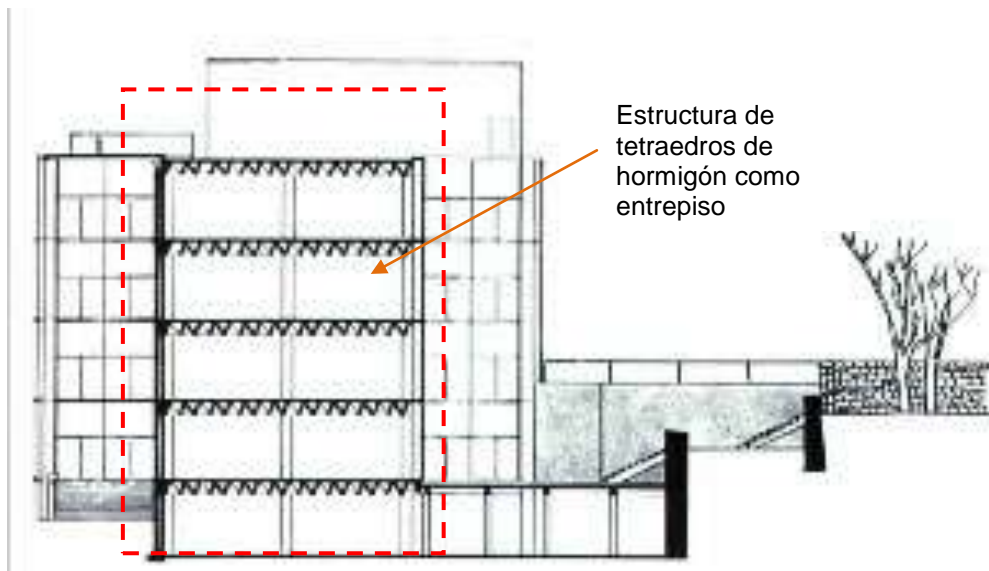 Estructura de
tetraedros de
hormigón como
entrepiso